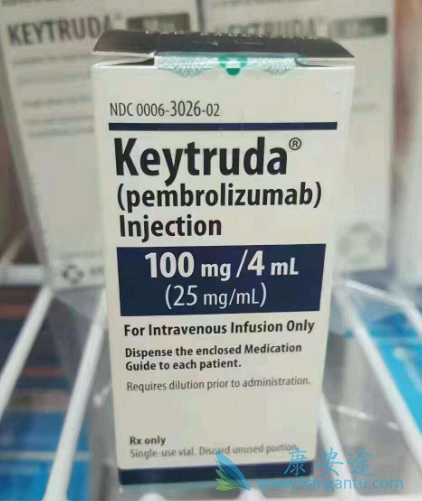 KEYTRUDA
KEYTRUDA
NDC 0006-3026-02
Keytruda®
(pembrolizumab)
Injection
100 mg/4 mL
(25 mg/mL)
For Intravenous Infusion Only
Dispense the enclosed Medication
Guide to each patient.
Requires dilution prior to administration.
Rx only
Single-use vial. Discard unused portion.
康安途
www.kangantu.com